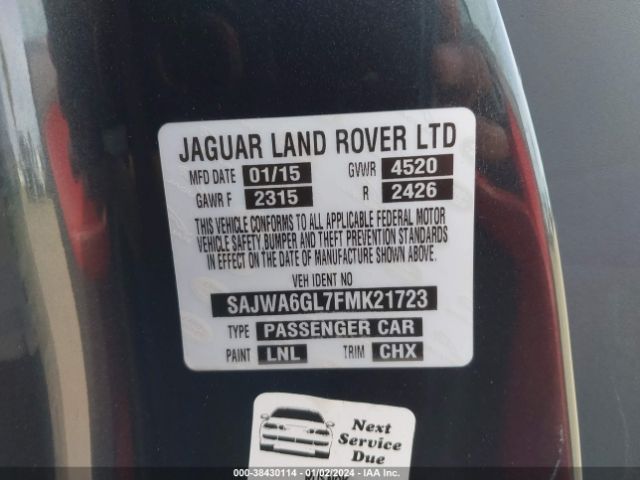 JAGUAR LAND ROVER LTD
MFD DATE 01/15 GVWR 4520
GAWR F 2315 R 2426
THIS VEHICLE CONFORMS TO ALL APPLICABLE FEDERAL MOTOR
VEHICLE SAFETY, BUMPER AND THEFT PREVENTION STANDARDS
IN EFFECT ON THE DATE OF MANUFACTURE SHOWN ABOVE.
VEH IDENT NO
SAJWA6GL7FMK21723
TYPE PASSENGER CAR
PAINT LNL TRIM CHX
Next
Service
Due
000-38430114 - 01/02/2024 - IAA Inc.